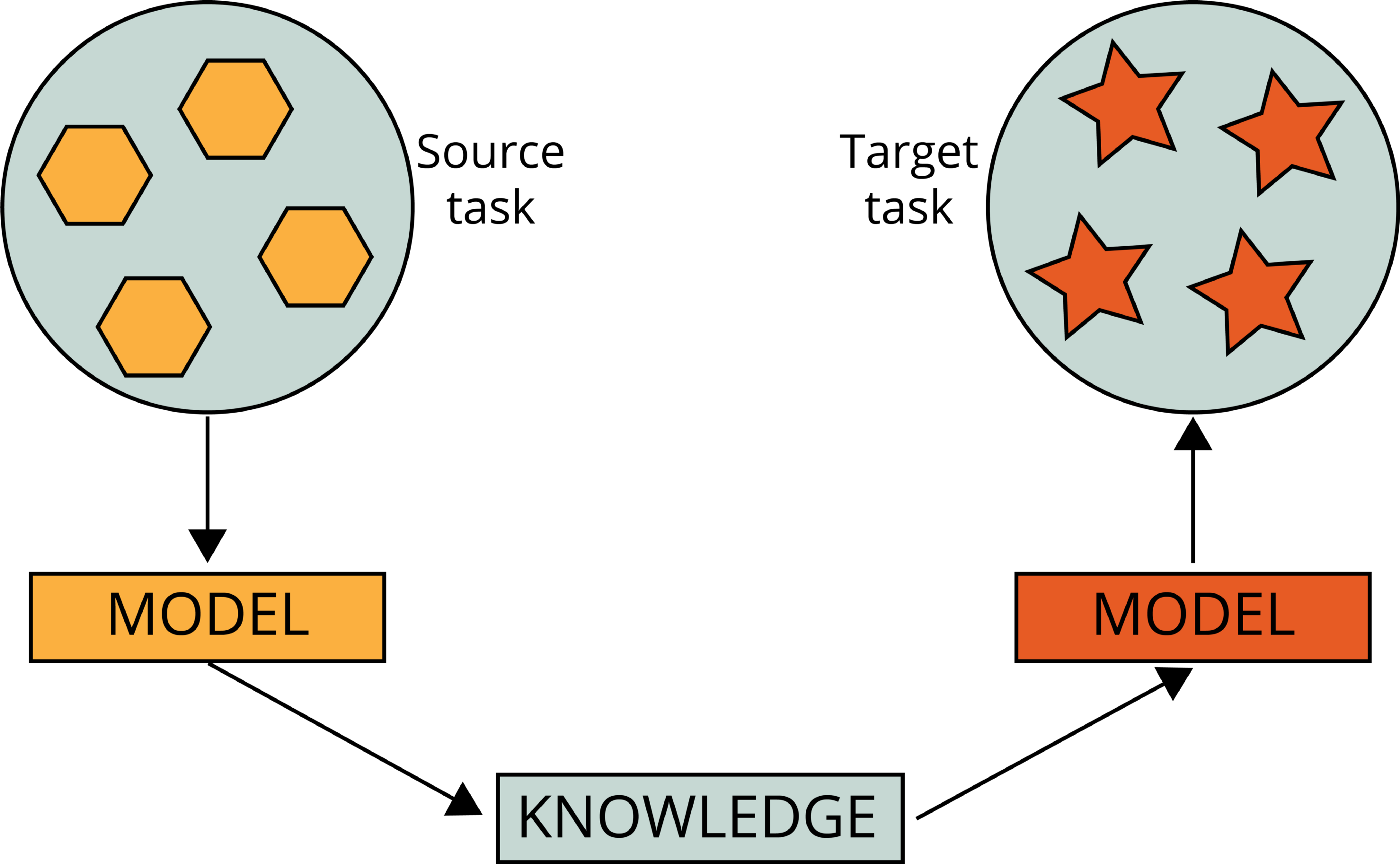 Source
task
Target
task
MODEL
MODEL
KNOWLEDGE